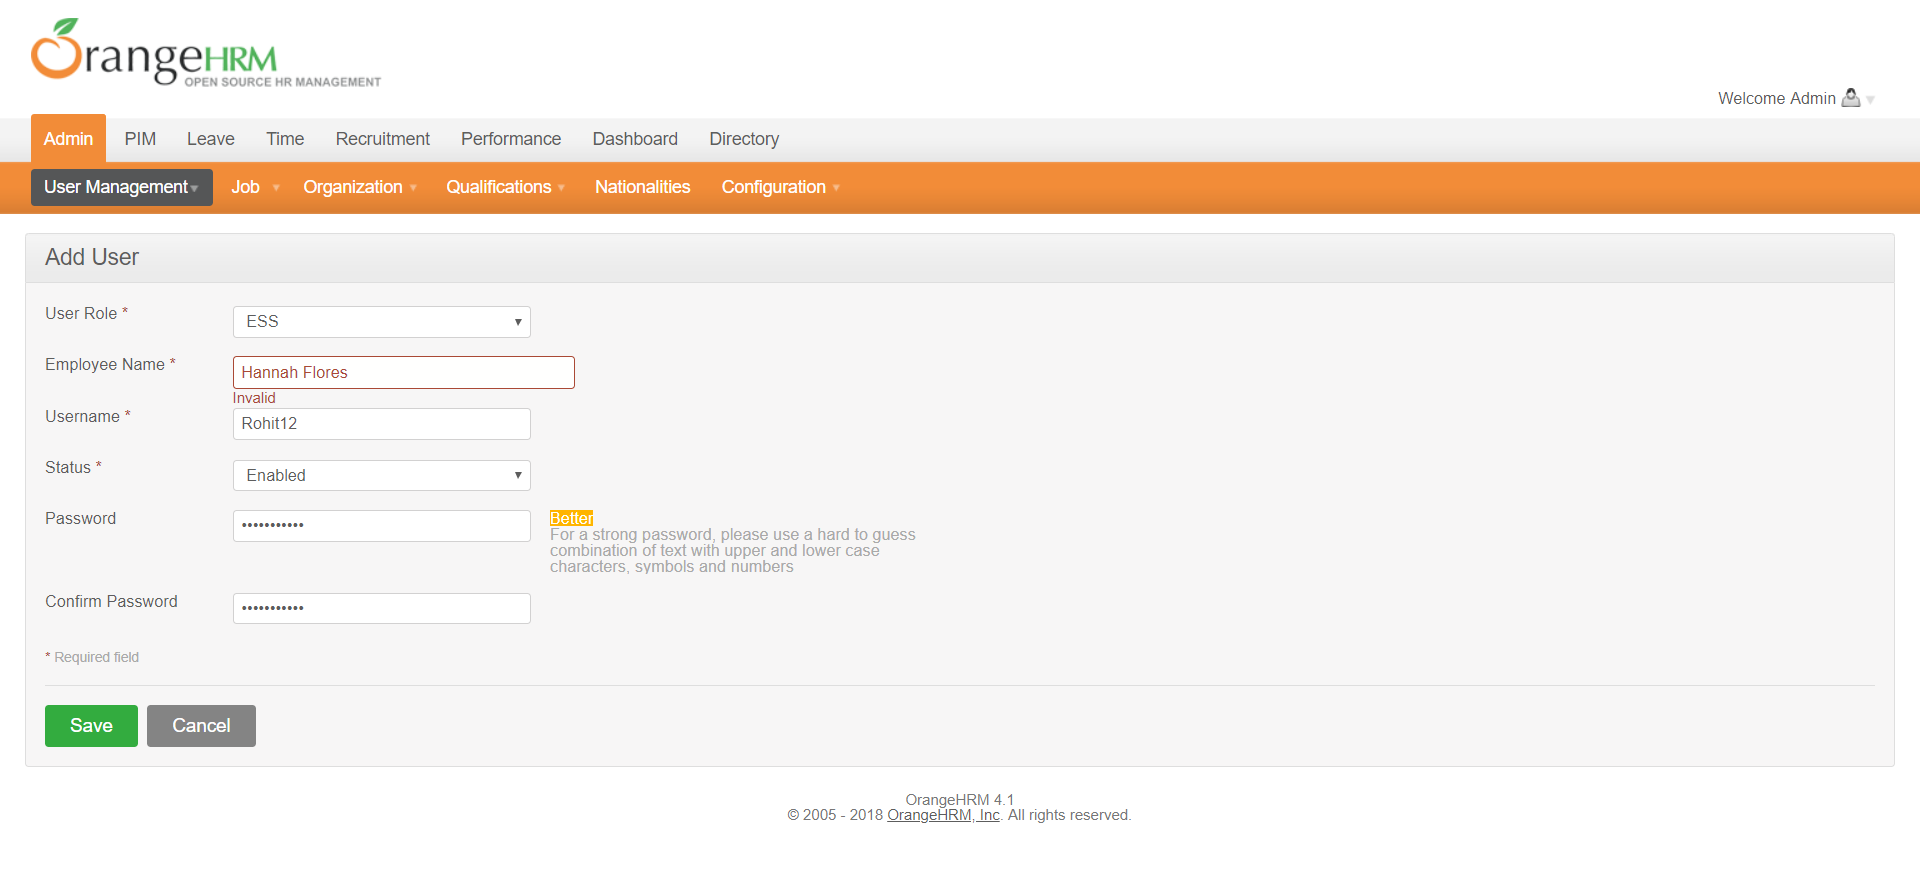 OrangeHRM
OPEN SOURCE HR MANAGEMENT
Welcome Admin
Admin PIM Leave Time Recruitment Performance Dashboard Directory
User Management Job Organization Qualifications Nationalities Configuration
Add User
User Role * ESS
Employee Name * Hannah Flores
Invalid
Username * Rohit12
Status * Enabled
Password ••••••••••• Better
For a strong password, please use a hard to guess
combination of text with upper and lower case
characters, symbols and numbers
Confirm Password •••••••••••
* Required field
Save Cancel
OrangeHRM 4.1
© 2005 - 2018 OrangeHRM, Inc. All rights reserved.